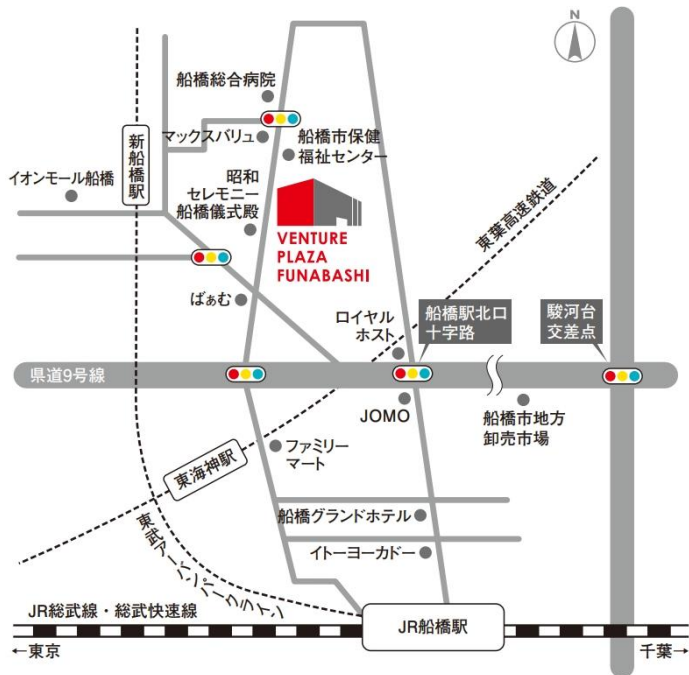 N
船橋総合病院
マックスバリュ
船橋市保健
福祉センター
新船橋駅
イオンモール船橋
昭和
セレモニー
船橋儀式殿
VENTURE
PLAZA
FUNABASHI
東葉高速鉄道
ばぁむ
ロイヤル
ホスト
船橋駅北口
十字路
駿河台
交差点
県道9号線
JOMO
船橋市地方
卸売市場
ファミリー
マート
東海神駅
船橋グランドホテル
イトーヨーカドー
東武アーバンパークライン
JR総武線・総武快速線
JR船橋駅
←東京
千葉→